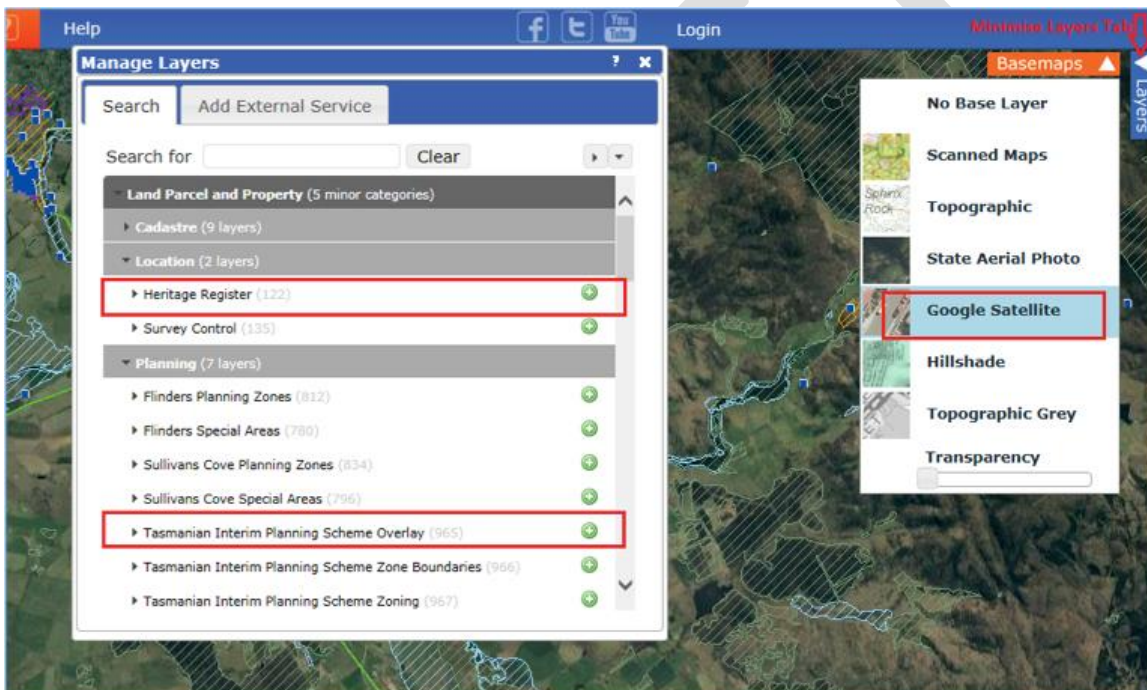 Help
You
Tube
Login
Minimise Layers Tab
Manage Layers ? X
Basemaps
Layers
Search
Add External Service
Search for
Clear
Land Parcel and Property (5 minor categories)
Cadastre (9 layers)
Location (2 layers)
Heritage Register (122)
Survey Control (135)
Planning (7 layers)
Flinders Planning Zones (812)
Flinders Special Areas (780)
Sullivans Cove Planning Zones (834)
Sullivans Cove Special Areas (796)
Tasmanian Interim Planning Scheme Overlay (965)
Tasmanian Interim Planning Scheme Zone Boundaries (966)
Tasmanian Interim Planning Scheme Zoning (967)
No Base Layer
Scanned Maps
Sphinx
Rock
Topographic
State Aerial Photo
Google Satellite
Hillshade
Topographic Grey
Transparency